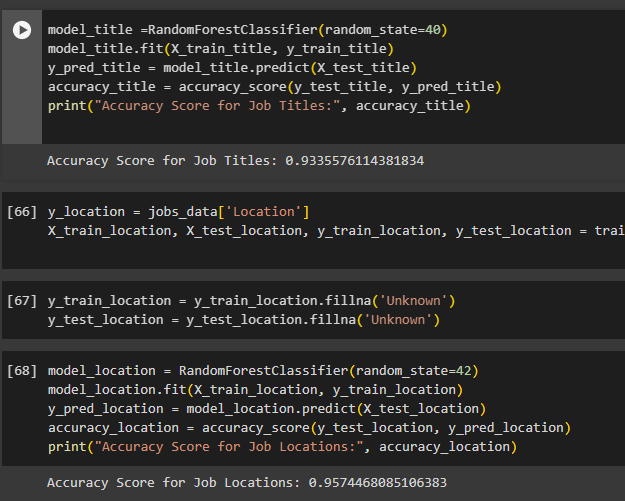 model_title =RandomForestClassifier(random_state=40)
model_title.fit(X_train_title, y_train_title)
y_pred_title = model_title.predict(X_test_title)
accuracy_title = accuracy_score(y_test_title, y_pred_title)
print("Accuracy Score for Job Titles:", accuracy_title)
Accuracy Score for Job Titles: 0.9335576114381834
[66] y_location = jobs_data['Location']
X_train_location, X_test_location, y_train_location, y_test_location = trai
[67] y_train_location = y_train_location.fillna('Unknown')
y_test_location = y_test_location.fillna('Unknown')
[68] model_location = RandomForestClassifier(random_state=42)
model_location.fit(X_train_location, y_train_location)
y_pred_location = model_location.predict(X_test_location)
accuracy_location = accuracy_score(y_test_location, y_pred_location)
print("Accuracy Score for Job Locations:", accuracy_location)
Accuracy Score for Job Locations: 0.9574468085106383